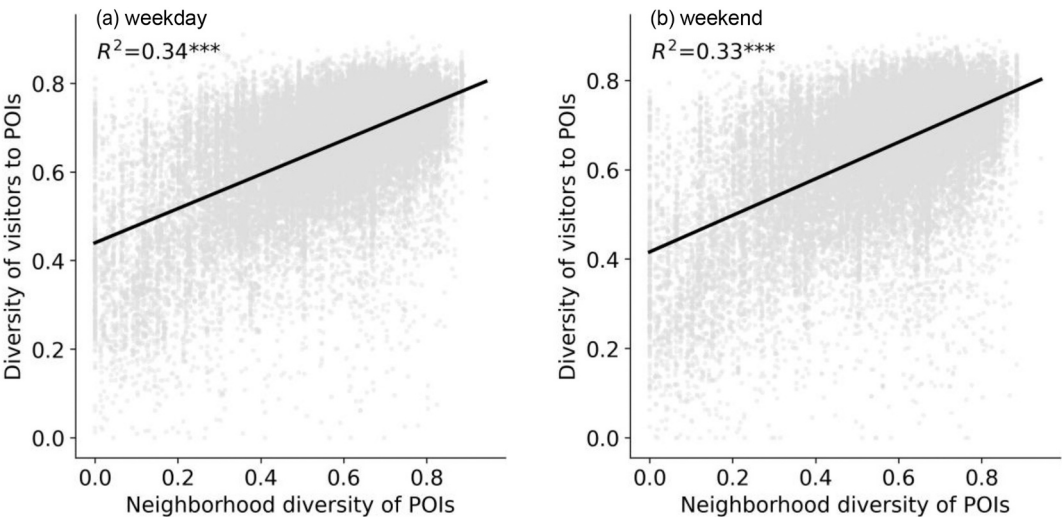 (a) weekday
R²=0.34***
0.8
0.6
0.4
0.2
0.0
0.0 0.2 0.4 0.6 0.8
Diversity of visitors to POIs
Neighborhood diversity of POIs
(b) weekend
R²=0.33***
0.8
0.6
0.4
0.2
0.0
0.0 0.2 0.4 0.6 0.8
Diversity of visitors to POIs
Neighborhood diversity of POIs